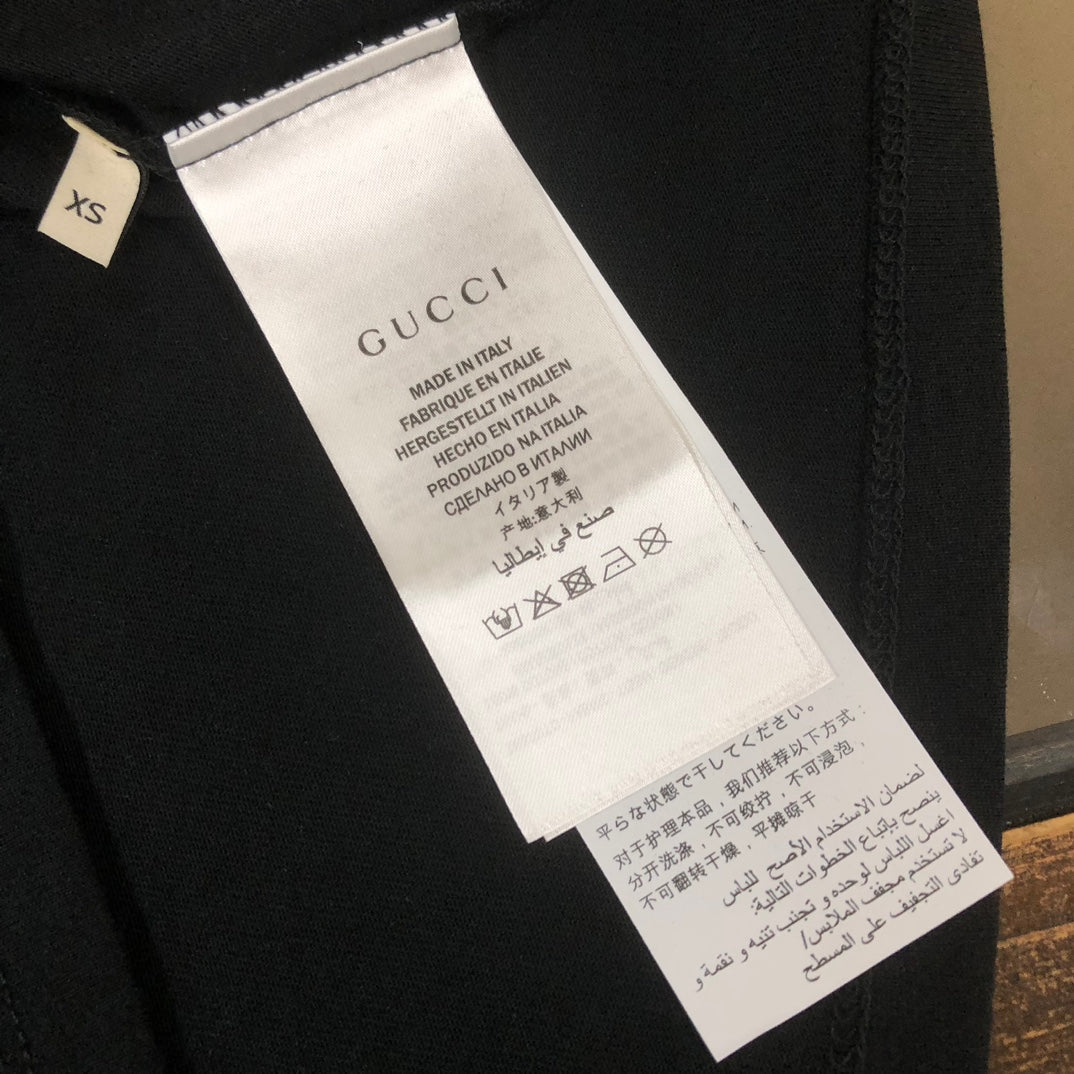 XS
GUCCI
MADE IN ITALY
FABRIQUE EN ITALIE
HERGESTELLT IN ITALIEN
HECHO EN ITALIA
PRODUZIDO NA ITALIA
СДЕЛАНО В ИТАЛИИ
イタリア製
产地:意大利
صنع في إيطاليا
平らな状態で干してください。
对于护理本品，我们推荐以下方式：
分开洗涤，不可绞拧，不可浸泡，
不可翻转干燥，平摊晾干
لضمان الاستخدام الأصح للباس
ينصح بإتباع الخطوات التالية:
اغسل اللباس لوحده و تجنب تنيه و نقمة و
لا تستخدم مجفف الملابس/
تفادى التجفيف على المسطح